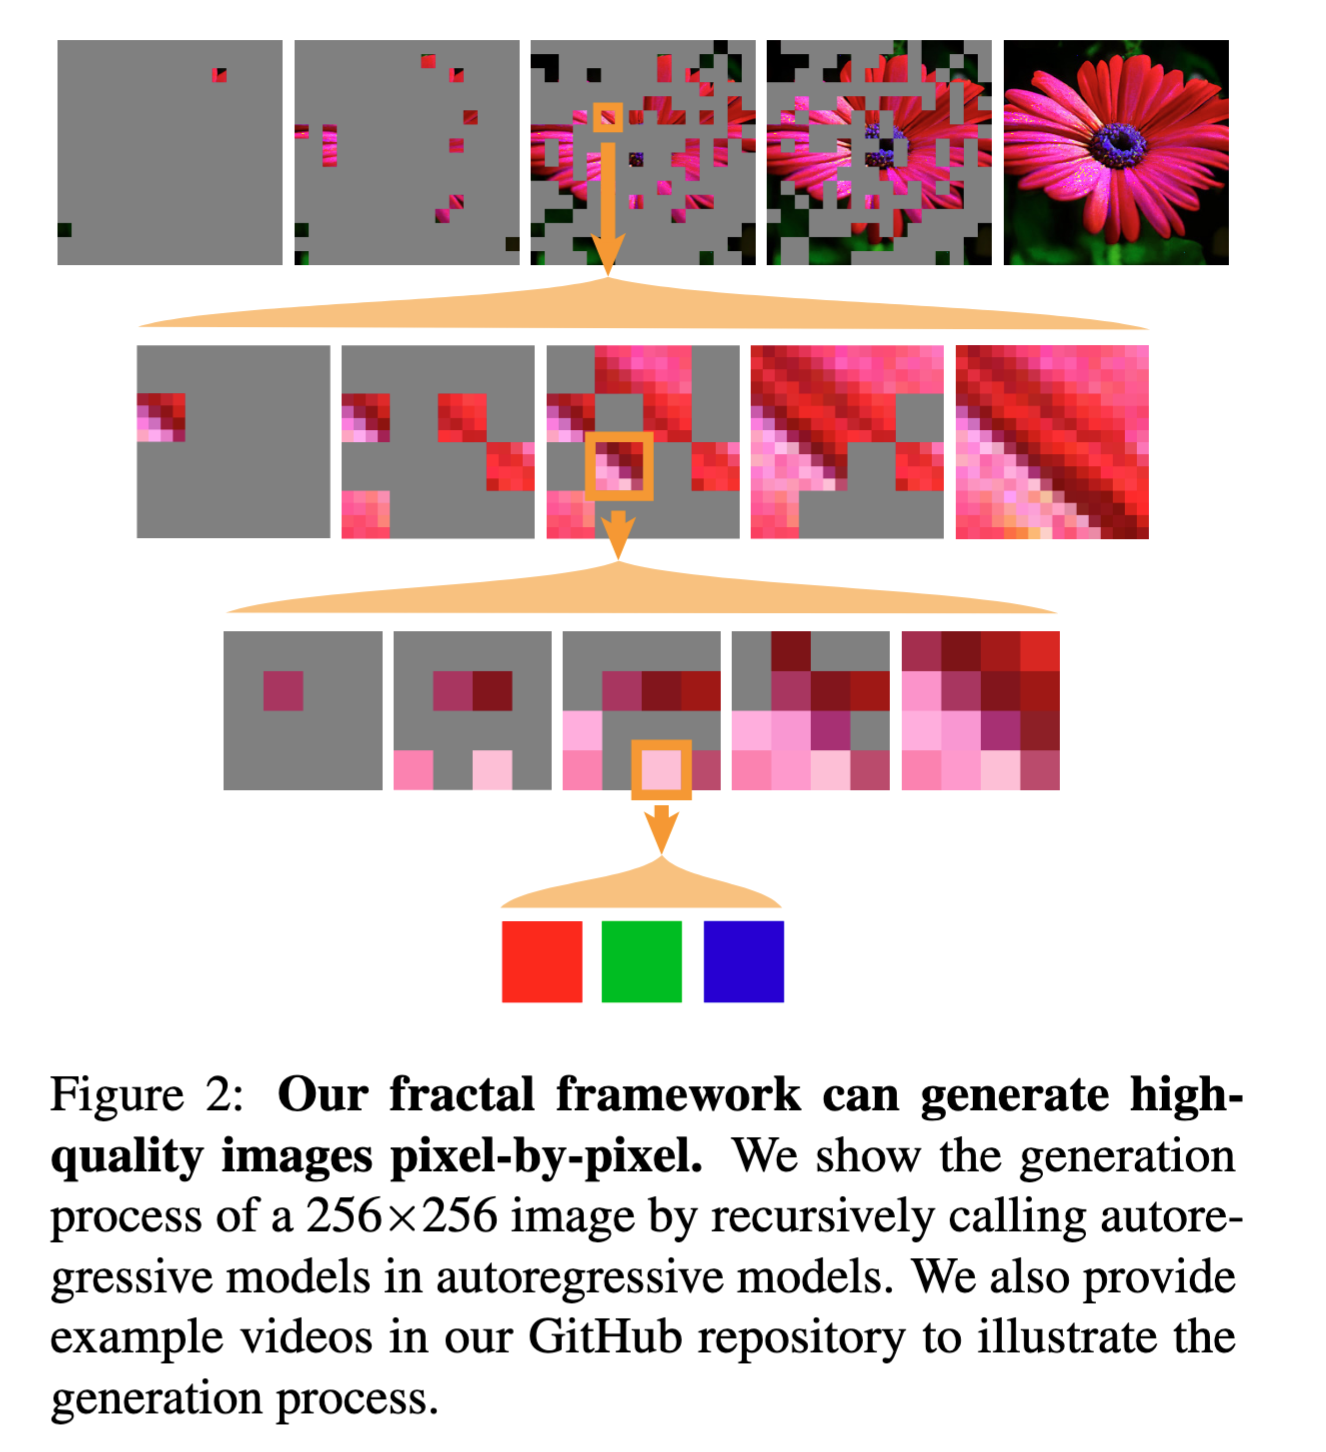 Figure 2: Our fractal framework can generate high-
quality images pixel-by-pixel. We show the generation
process of a 256×256 image by recursively calling autore-
gressive models in autoregressive models. We also provide
example videos in our GitHub repository to illustrate the
generation process.